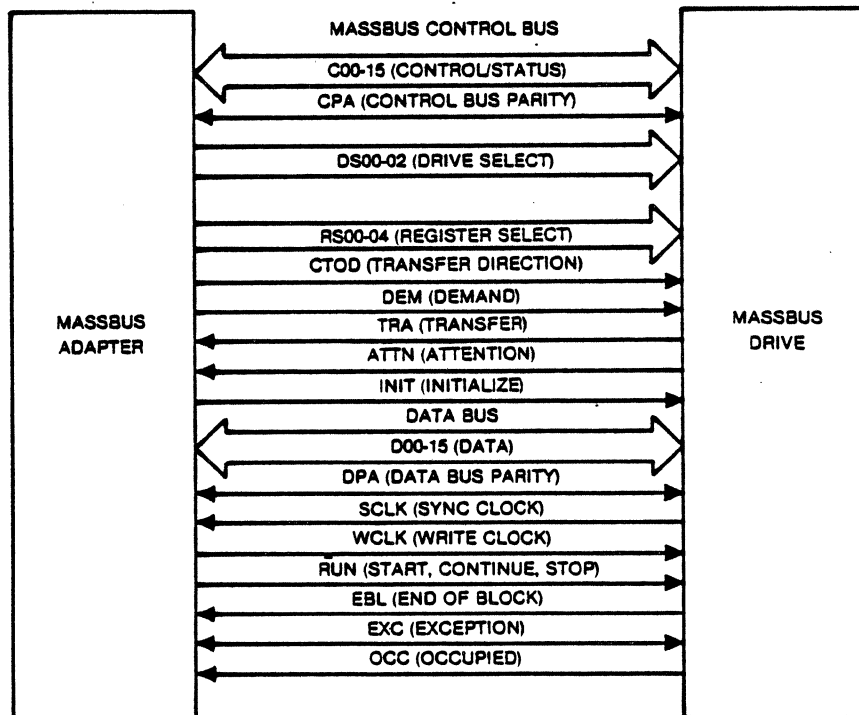 MASSBUS CONTROL BUS
C00-15 (CONTROL/STATUS)
CPA (CONTROL BUS PARITY)
DS00-02 (DRIVE SELECT)
RS00-04 (REGISTER SELECT)
CTOD (TRANSFER DIRECTION)
DEM (DEMAND)
MASSBUS
ADAPTER
TRA (TRANSFER)
MASSBUS
DRIVE
ATTN (ATTENTION)
INIT (INITIALIZE)
DATA BUS
D00-15 (DATA)
DPA (DATA BUS PARITY)
SCLK (SYNC CLOCK)
WCLK (WRITE CLOCK)
RUN (START, CONTINUE, STOP)
EBL (END OF BLOCK)
EXC (EXCEPTION)
OCC (OCCUPIED)